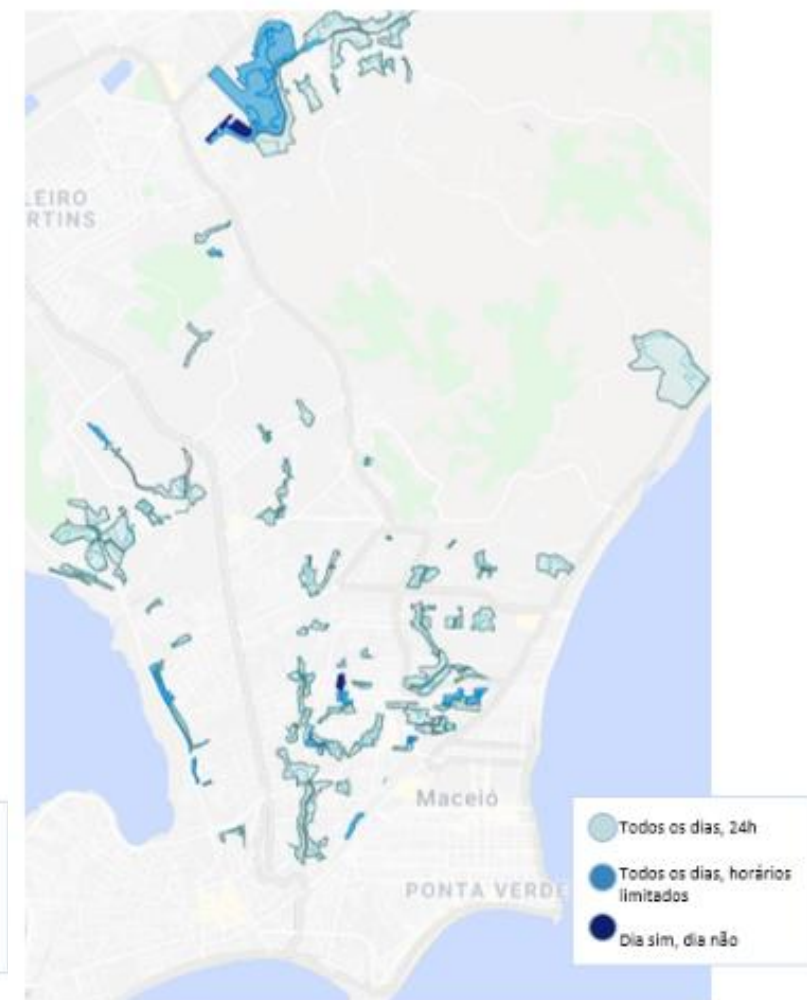 LEIRO
RTINS
Maceió
PONTA VERDE
Todos os dias, 24h
Todos os dias, horários
limitados
Dia sim, dia não